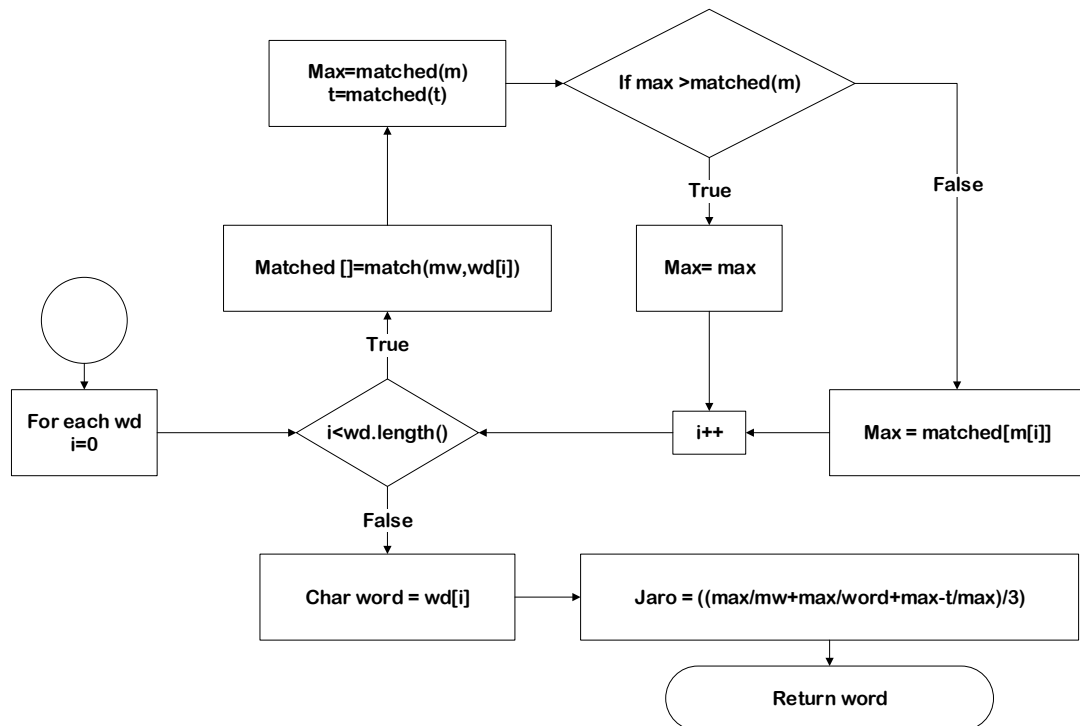 Max=matched(m)
t=matched(t)
If max >matched(m)
True
False
Matched []=match(mw,wd[i])
Max= max
True
For each wd
i=0
i<wd.length()
i++
Max = matched[m[i]]
False
Char word = wd[i]
Jaro = ((max/mw+max/word+max-t/max)/3)
Return word